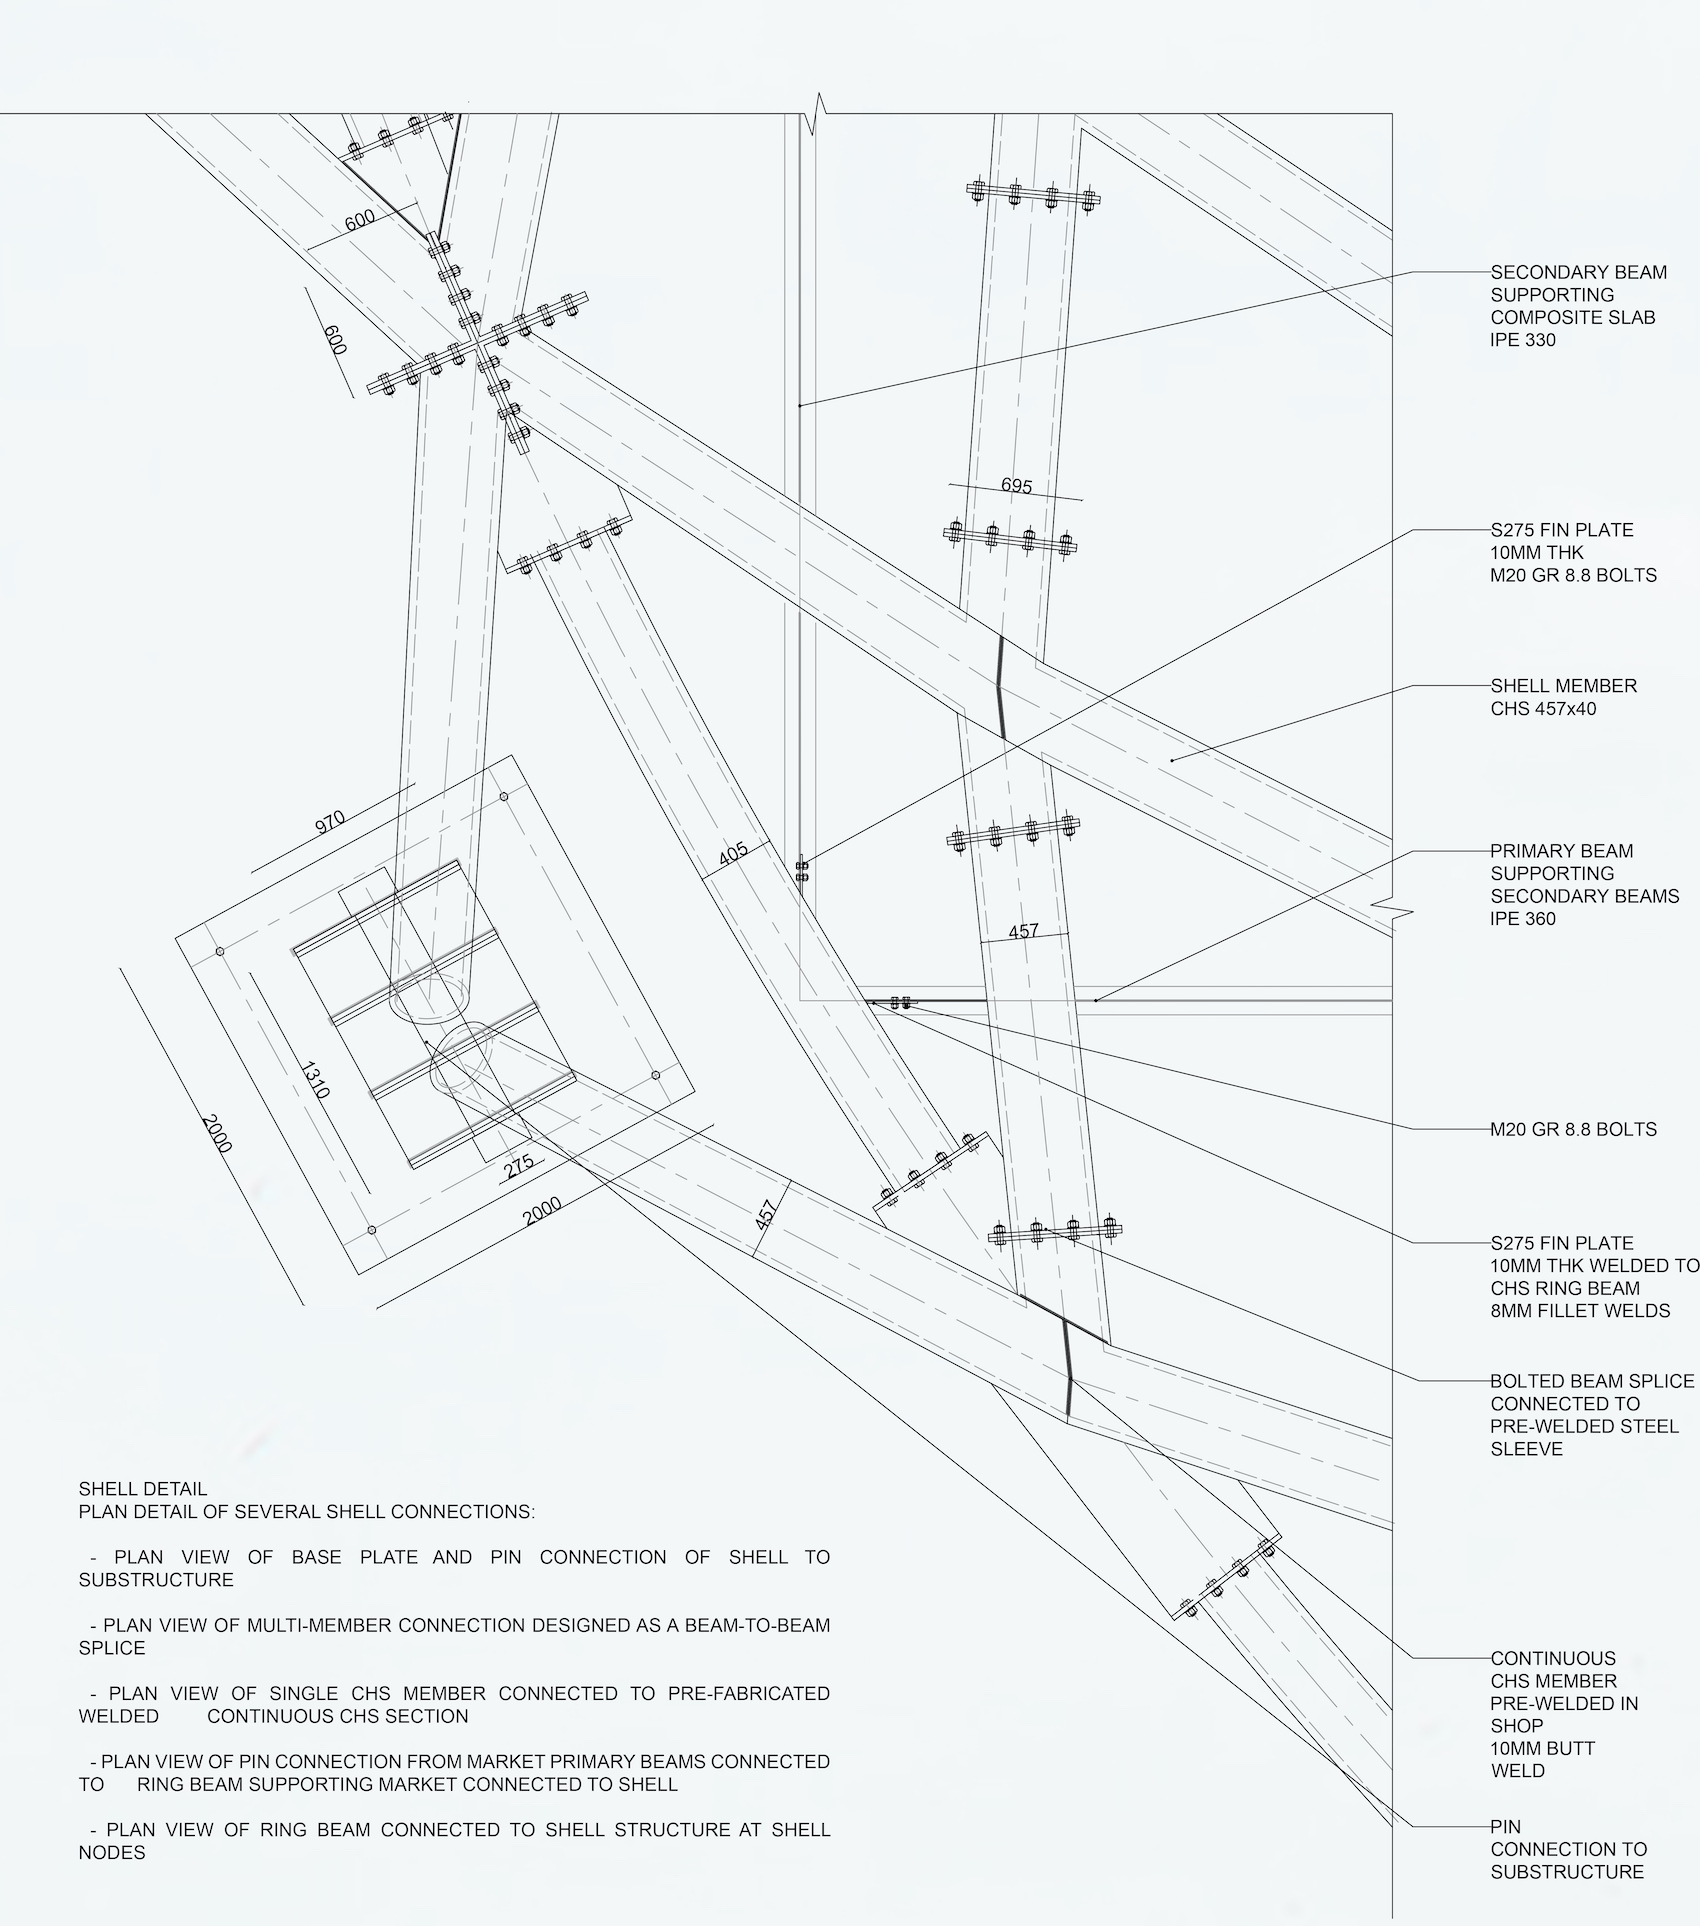 600
600
695
405
457
970
1310
2000
275
2000
457
SECONDARY BEAM
SUPPORTING
COMPOSITE SLAB
IPE 330
S275 FIN PLATE
10MM THK
M20 GR 8.8 BOLTS
SHELL MEMBER
CHS 457x40
PRIMARY BEAM
SUPPORTING
SECONDARY BEAMS
IPE 360
M20 GR 8.8 BOLTS
S275 FIN PLATE
10MM THK WELDED TO
CHS RING BEAM
8MM FILLET WELDS
BOLTED BEAM SPLICE
CONNECTED TO
PRE-WELDED STEEL
SLEEVE
CONTINUOUS
CHS MEMBER
PRE-WELDED IN
SHOP
10MM BUTT
WELD
PIN
CONNECTION TO
SUBSTRUCTURE
SHELL DETAIL
PLAN DETAIL OF SEVERAL SHELL CONNECTIONS:
- PLAN VIEW OF BASE PLATE AND PIN CONNECTION OF SHELL TO
SUBSTRUCTURE
- PLAN VIEW OF MULTI-MEMBER CONNECTION DESIGNED AS A BEAM-TO-BEAM
SPLICE
- PLAN VIEW OF SINGLE CHS MEMBER CONNECTED TO PRE-FABRICATED
WELDED CONTINUOUS CHS SECTION
- PLAN VIEW OF PIN CONNECTION FROM MARKET PRIMARY BEAMS CONNECTED
TO RING BEAM SUPPORTING MARKET CONNECTED TO SHELL
- PLAN VIEW OF RING BEAM CONNECTED TO SHELL STRUCTURE AT SHELL
NODES